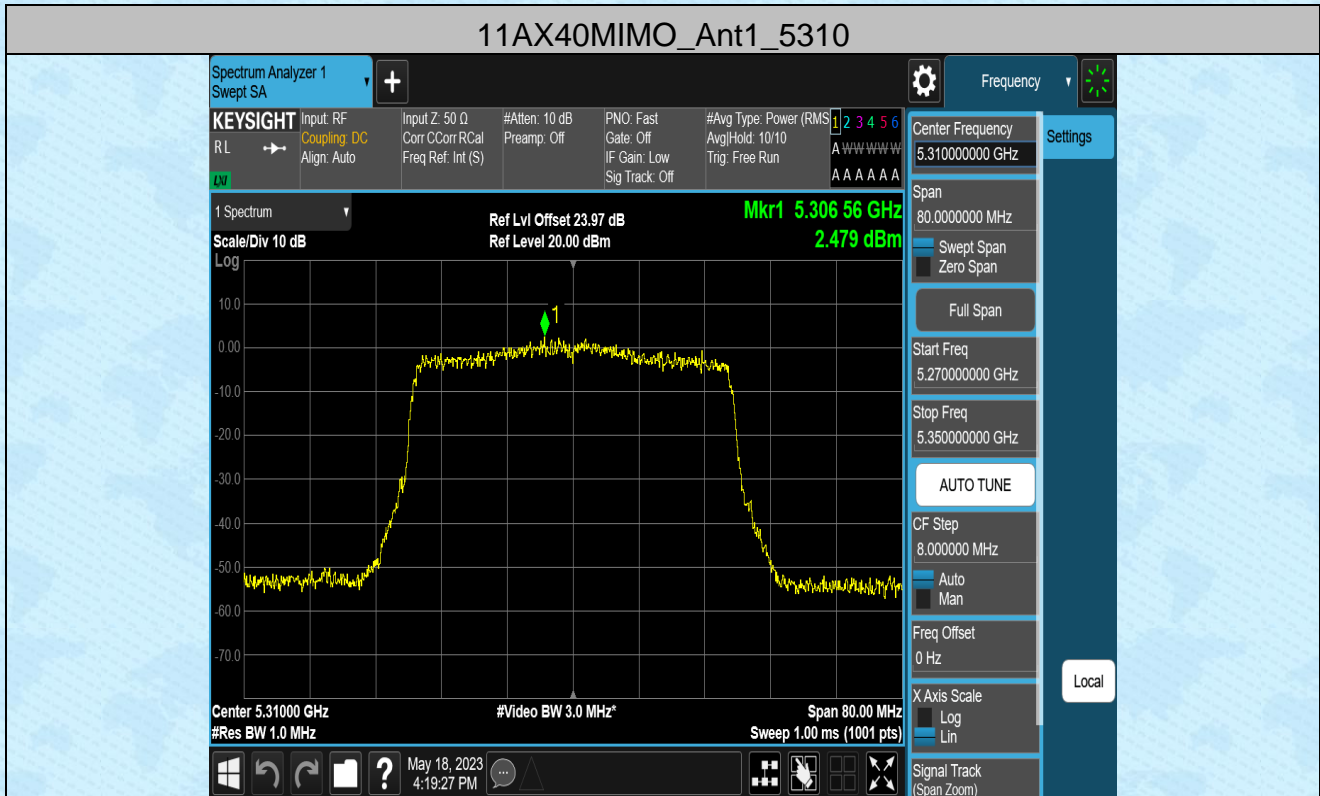 11AX40MIMO_Ant1_5310
Spectrum Analyzer 1
Swept SA
+
Frequency
KEYSIGHT
RL
LXI
Input: RF
Coupling: DC
Align: Auto
Input Z: 50 Ω
Corr CCorr RCal
Freq Ref: Int (S)
#Atten: 10 dB
Preamp: Off
PNO: Fast
Gate: Off
IF Gain: Low
Sig Track: Off
#Avg Type: Power (RMS
Avg|Hold: 10/10
Trig: Free Run
1 2 3 4 5 6
A W W W W W
A A A A A A
Center Frequency
5.310000000 GHz
Settings
Span
80.0000000 MHz
Swept Span
Zero Span
Full Span
Start Freq
5.270000000 GHz
Stop Freq
5.350000000 GHz
AUTO TUNE
CF Step
8.000000 MHz
Auto
Man
Freq Offset
0 Hz
X Axis Scale
Log
Lin
Signal Track
(Span Zoom)
Local
1 Spectrum
Scale/Div 10 dB
Log
Ref Lvl Offset 23.97 dB
Ref Level 20.00 dBm
Mkr1 5.306 56 GHz
2.479 dBm
10.0
1
0.00
-10.0
-20.0
-30.0
-40.0
-50.0
-60.0
-70.0
Center 5.31000 GHz
#Res BW 1.0 MHz
#Video BW 3.0 MHz*
Span 80.00 MHz
Sweep 1.00 ms (1001 pts)
?
May 18, 2023
4:19:27 PM